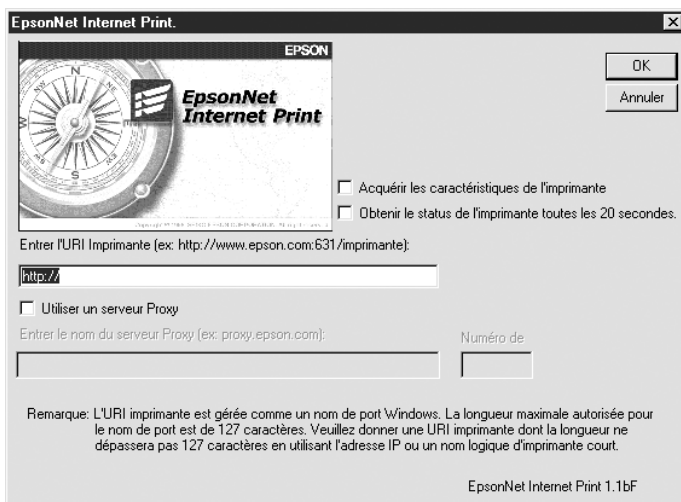 EpsonNet Internet Print.
EPSON
EpsonNet
Internet Print
N
W
S
OK
Annuler
Acquérir les caractéristiques de l'imprimante
Obtenir le status de l'imprimante toutes les 20 secondes.
Entrer l'URI Imprimante (ex: http://www.epson.com:631/imprimante):
http://
Utiliser un serveur Proxy
Entrer le nom du serveur Proxy (ex: proxy.epson.com):
Numéro de
Remarque: L'URI imprimante est gérée comme un nom de port Windows. La longueur maximale autorisée pour
le nom de port est de 127 caractères. Veuillez donner une URI imprimante dont la longueur ne
dépassera pas 127 caractères en utilisant l'adresse IP ou un nom logique d'imprimante court.
EpsonNet Internet Print 1.1bF